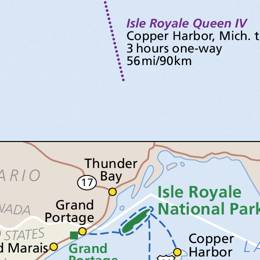 Isle Royale Queen IV
Copper Harbor, Mich. t
3 hours one-way
56mi/90km
Thunder
Bay
17
ARIO
Isle Royale
National Park
Grand
Portage
NADA
STATES
d Marais
Grand
Portage
Copper
Harbor
LA